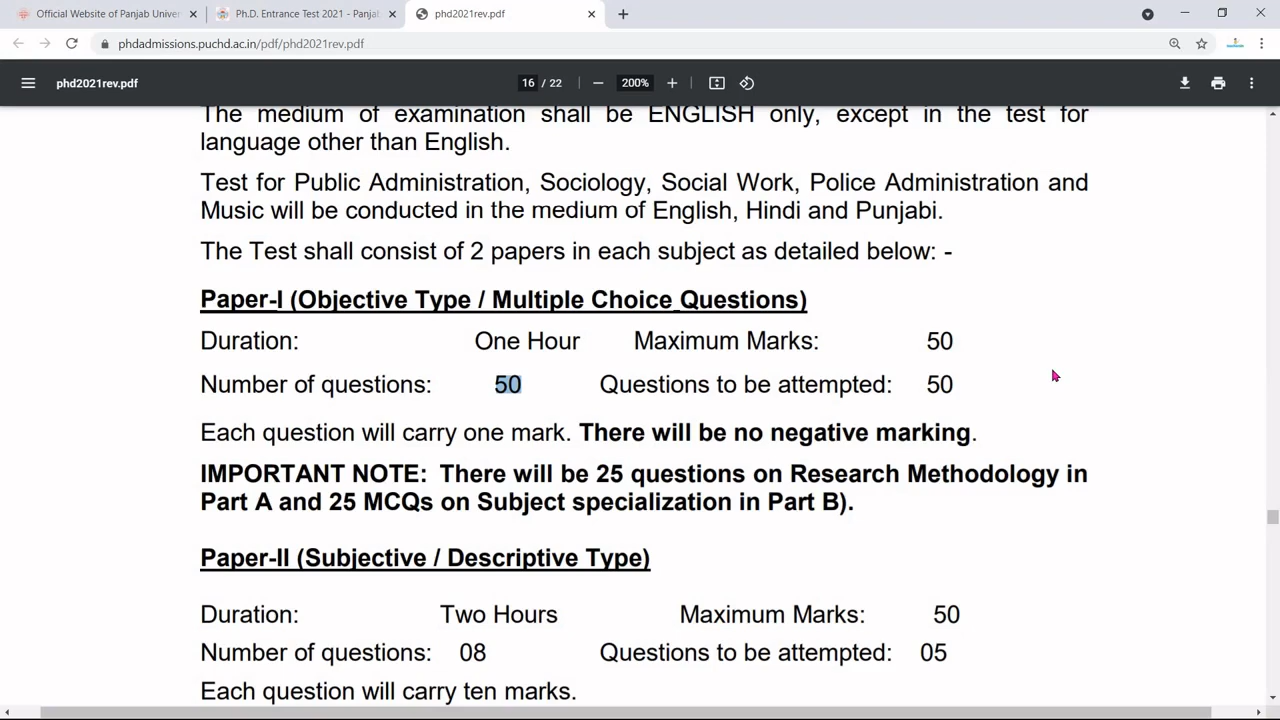 Official Website of Panjab Univer
Ph.D. Entrance Test 2021 - Panja
phd2021rev.pdf
phdadmissions.puchd.ac.in/pdf/phd2021rev.pdf
phd2021rev.pdf
16 / 22
200%
The medium of examination shall be ENGLISH only, except in the test for
language other than English.
Test for Public Administration, Sociology, Social Work, Police Administration and
Music will be conducted in the medium of English, Hindi and Punjabi.
The Test shall consist of 2 papers in each subject as detailed below: -
Paper-I (Objective Type / Multiple Choice Questions)
Duration: One Hour Maximum Marks: 50
Number of questions: 50 Questions to be attempted: 50
Each question will carry one mark. There will be no negative marking.
IMPORTANT NOTE: There will be 25 questions on Research Methodology in
Part A and 25 MCQs on Subject specialization in Part B).
Paper-II (Subjective / Descriptive Type)
Duration: Two Hours Maximum Marks: 50
Number of questions: 08 Questions to be attempted: 05
Each question will carry ten marks.